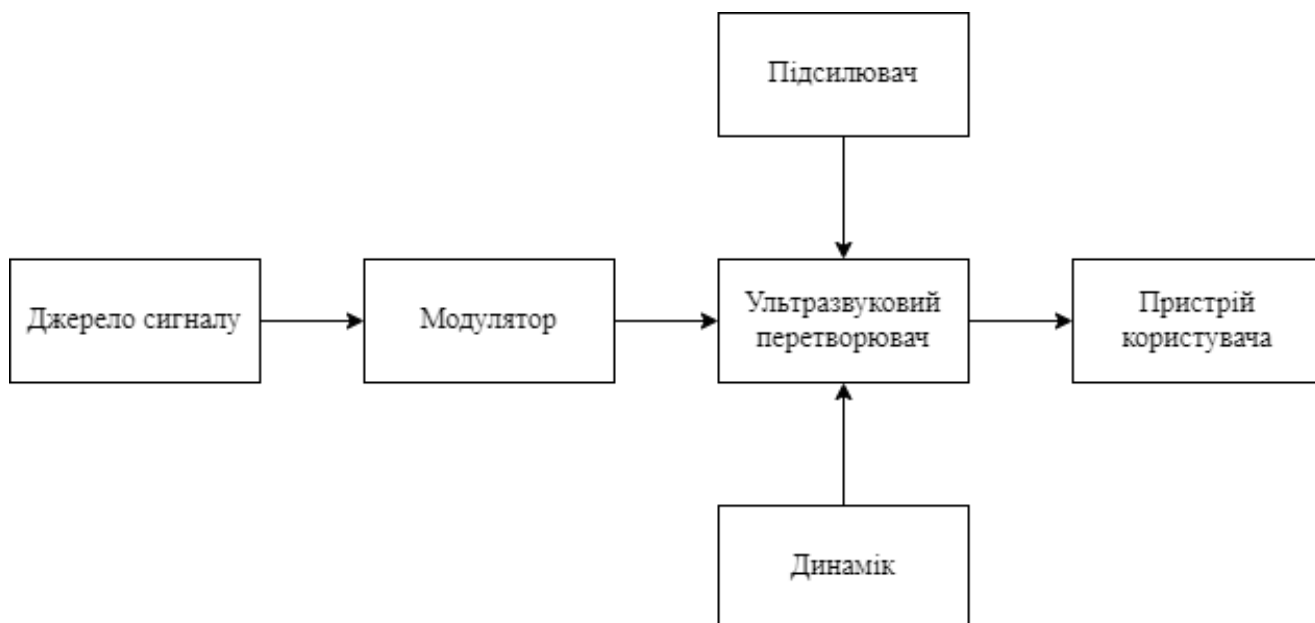 Підсилювач
Джерело сигналу
Модулятор
Ультразвуковий
перетворювач
Пристрій
користувача
Динамік